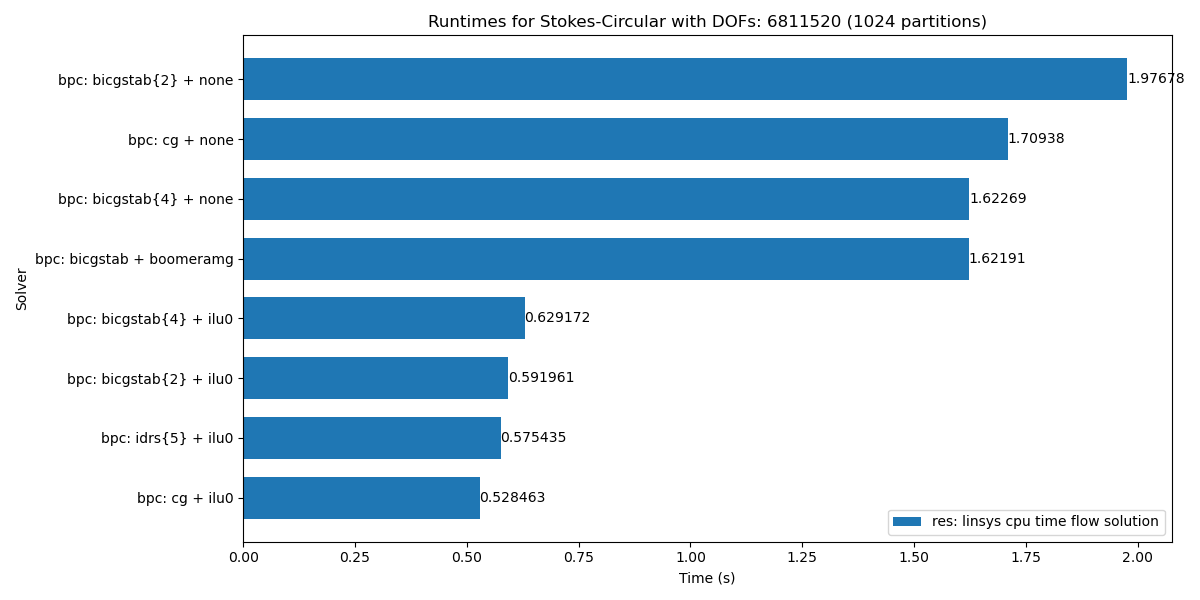 Runtimes for Stokes-Circular with DOFs: 6811520 (1024 partitions)
bpc: bicgstab{2} + none
1.97678
bpc: cg + none
1.70938
bpc: bicgstab{4} + none
1.62269
bpc: bicgstab + boomeramg
1.62191
bpc: bicgstab{4} + ilu0
0.629172
bpc: bicgstab{2} + ilu0
0.591961
bpc: idrs{5} + ilu0
0.575435
bpc: cg + ilu0
0.528463
Solver
res: linsys cpu time flow solution
0.00 0.25 0.50 0.75 1.00 1.25 1.50 1.75 2.00
Time (s)